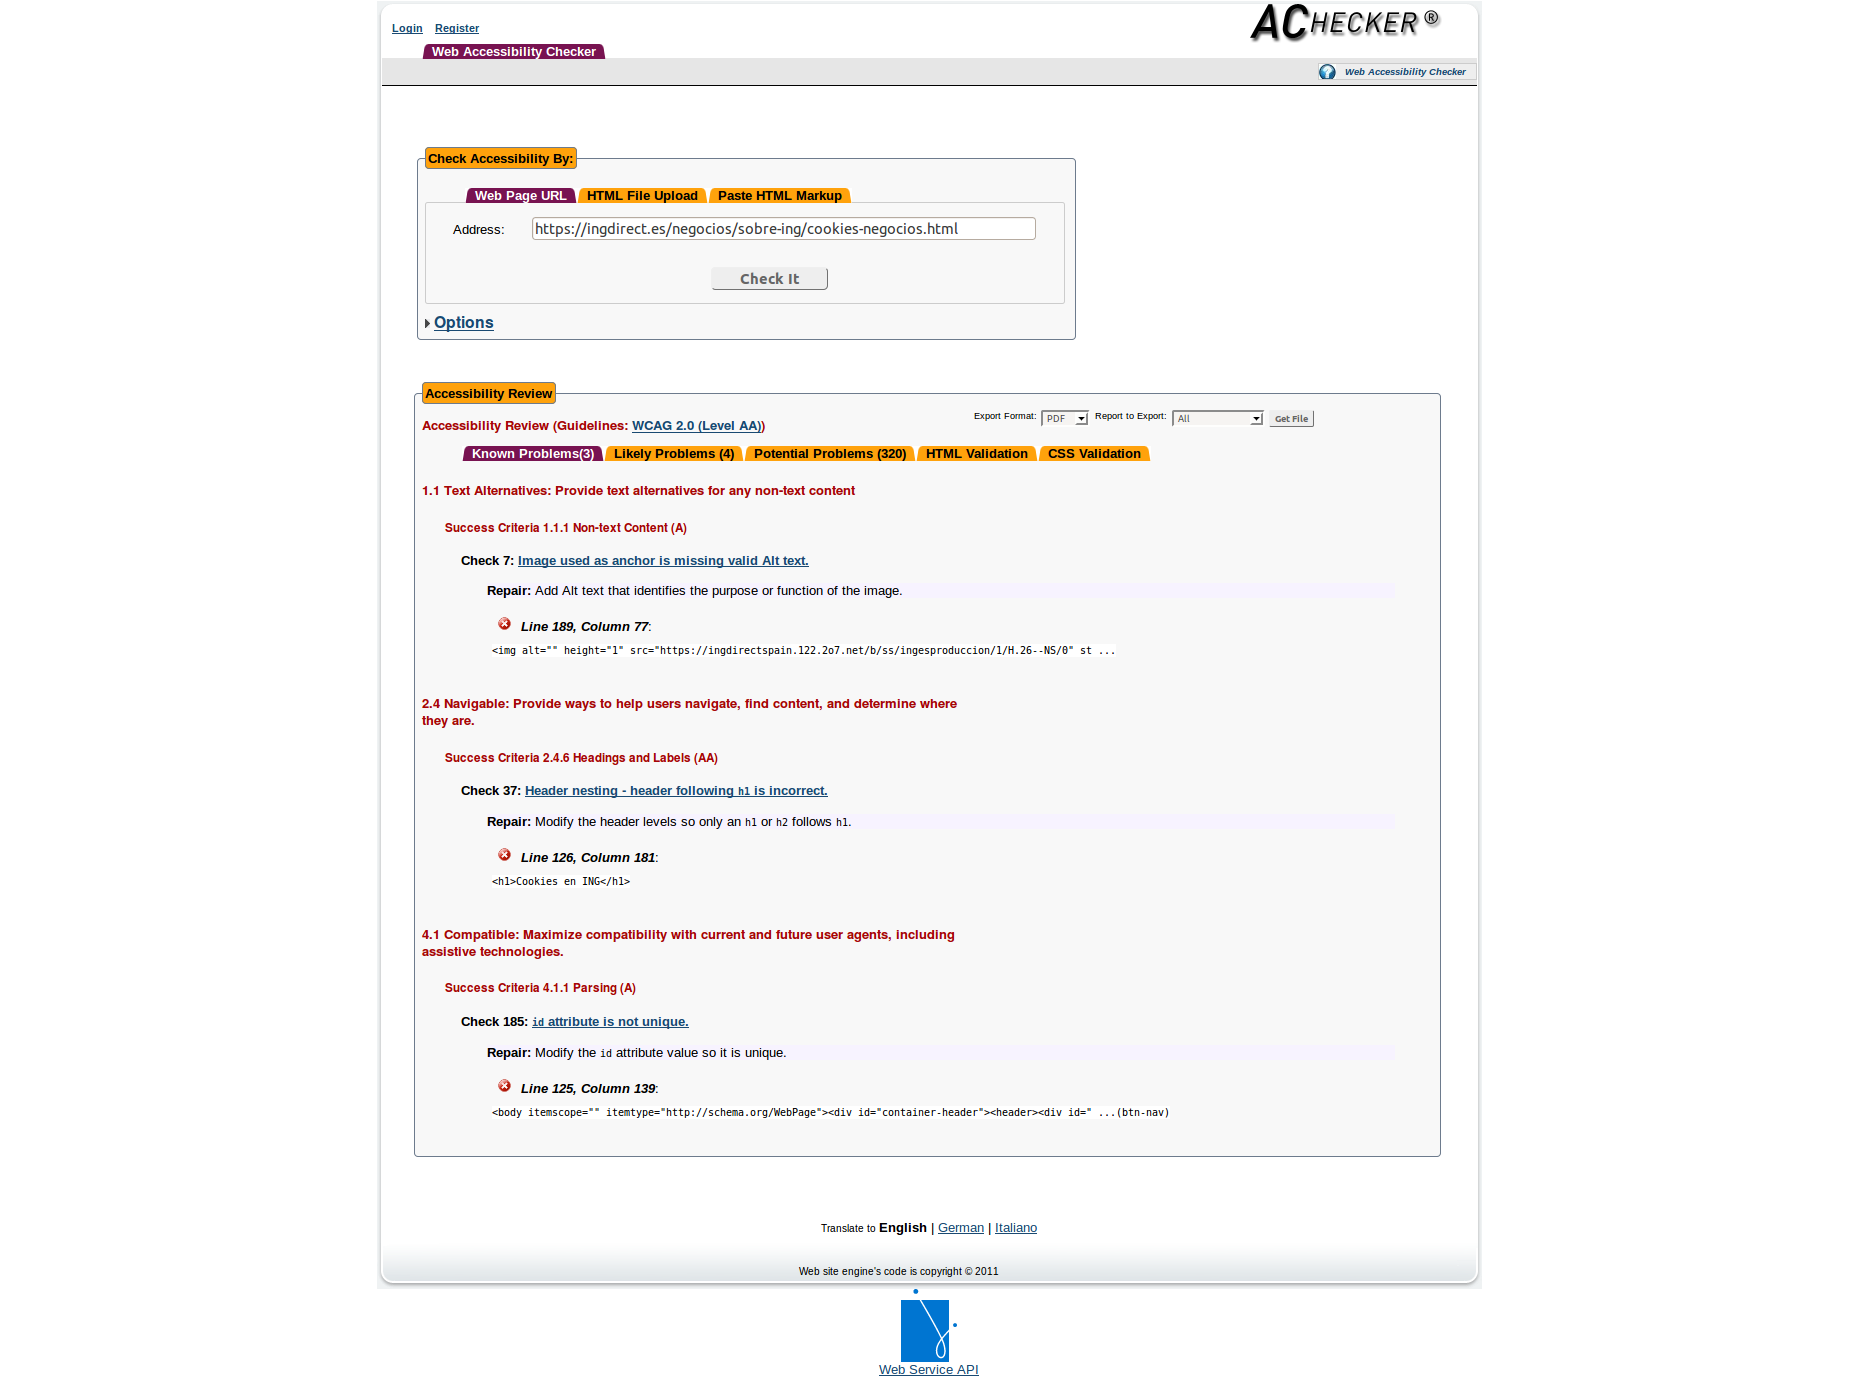 Login Register
ACHECKER ®
Web Accessibility Checker
Web Accessibility Checker
Check Accessibility By:
Web Page URL HTML File Upload Paste HTML Markup
Address: https://ingdirect.es/negocios/sobre-ing/cookies-negocios.html
Check It
Options
Accessibility Review
Export Format: PDF Report to Export: All Get File
Accessibility Review (Guidelines: WCAG 2.0 (Level AA))
Known Problems(3) Likely Problems (4) Potential Problems (320) HTML Validation CSS Validation
1.1 Text Alternatives: Provide text alternatives for any non-text content
Success Criteria 1.1.1 Non-text Content (A)
Check 7: Image used as anchor is missing valid Alt text.
Repair: Add Alt text that identifies the purpose or function of the image.
Line 189, Column 77:
<img alt="" height="1" src="https://ingdirectspain.122.2o7.net/b/ss/ingesproduccion/1/H.26--NS/0" st ...
2.4 Navigable: Provide ways to help users navigate, find content, and determine where
they are.
Success Criteria 2.4.6 Headings and Labels (AA)
Check 37: Header nesting - header following h1 is incorrect.
Repair: Modify the header levels so only an h1 or h2 follows h1.
Line 126, Column 181:
<h1>Cookies en ING</h1>
4.1 Compatible: Maximize compatibility with current and future user agents, including
assistive technologies.
Success Criteria 4.1.1 Parsing (A)
Check 185: id attribute is not unique.
Repair: Modify the id attribute value so it is unique.
Line 125, Column 139:
<body itemscope="" itemtype="http://schema.org/WebPage"><div id="container-header"><header><div id=" ...(btn-nav)
Translate to English | German | Italiano
Web site engine's code is copyright © 2011
Web Service API